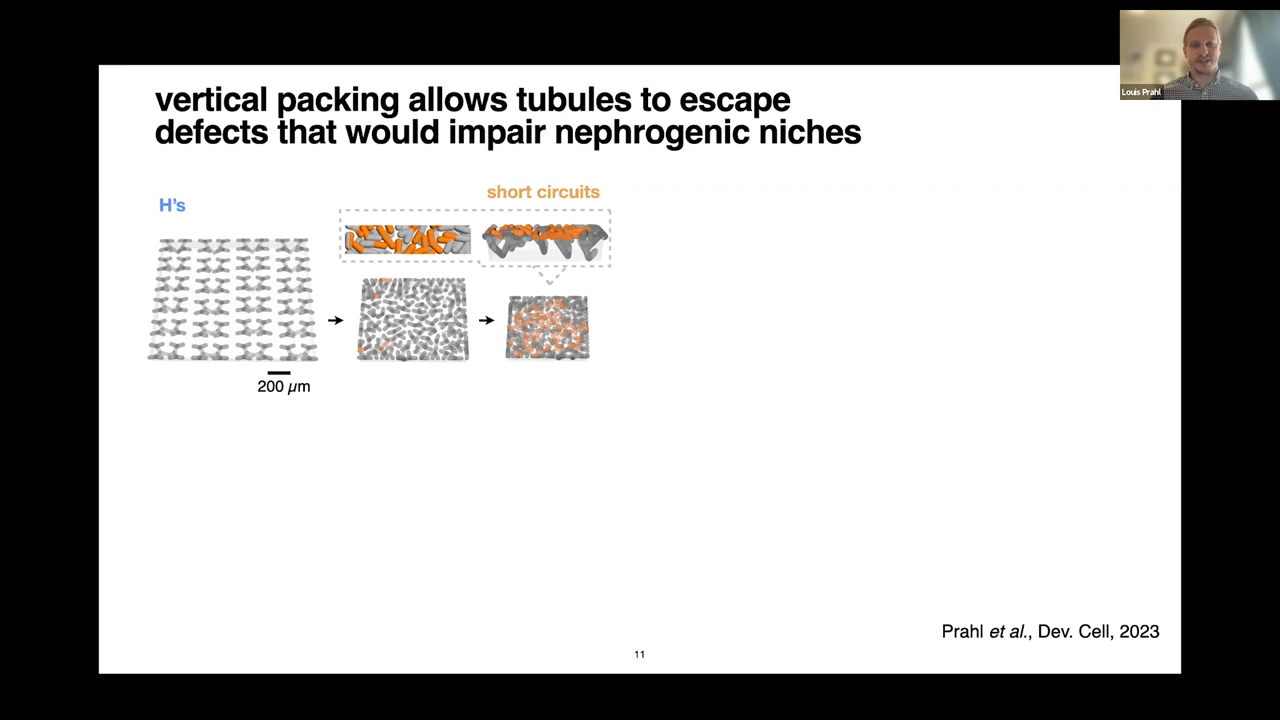 Louis Prahl
vertical packing allows tubules to escape
defects that would impair nephrogenic niches
short circuits
H's
200 µm
Prahl et al., Dev. Cell, 2023
11